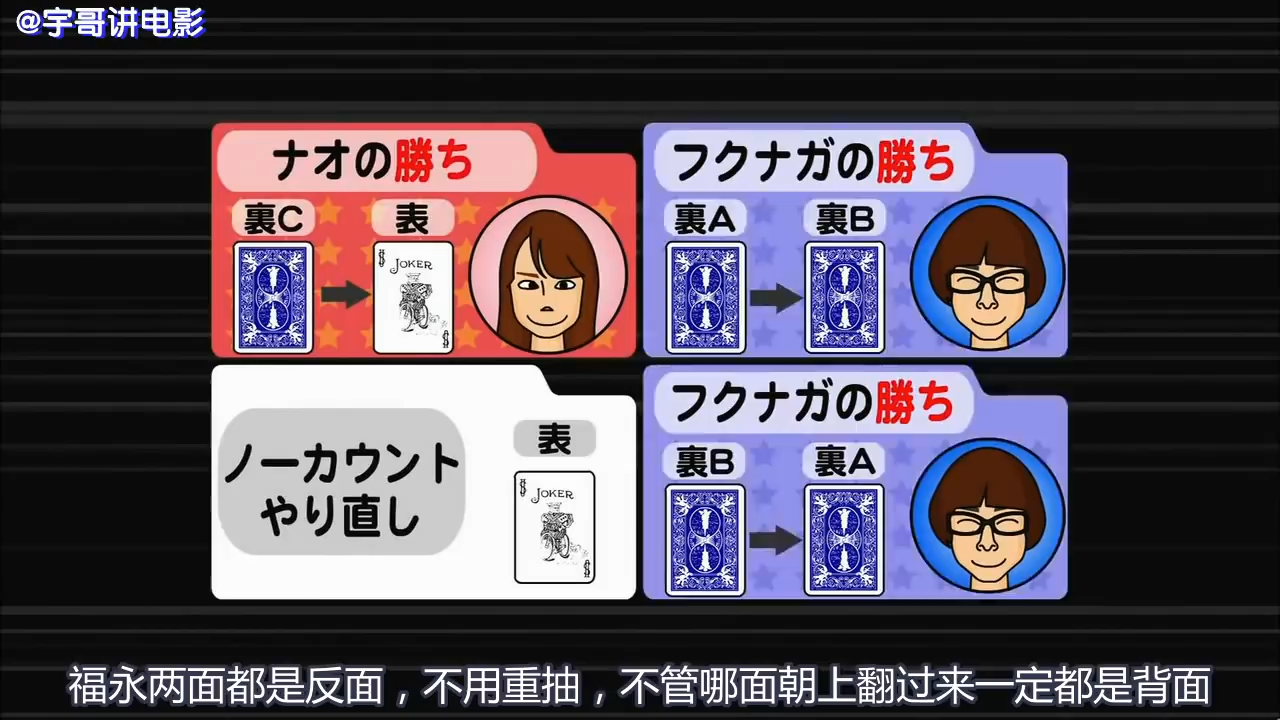 @宇哥讲电影
ナオの勝ち
裏C
表
JOKER
フクナガの勝ち
裏A
裏B
ノーカウント
やり直し
表
JOKER
フクナガの勝ち
裏B
裏A
福永两面都是反面，不用重抽，不管哪面朝上翻过来一定都是背面